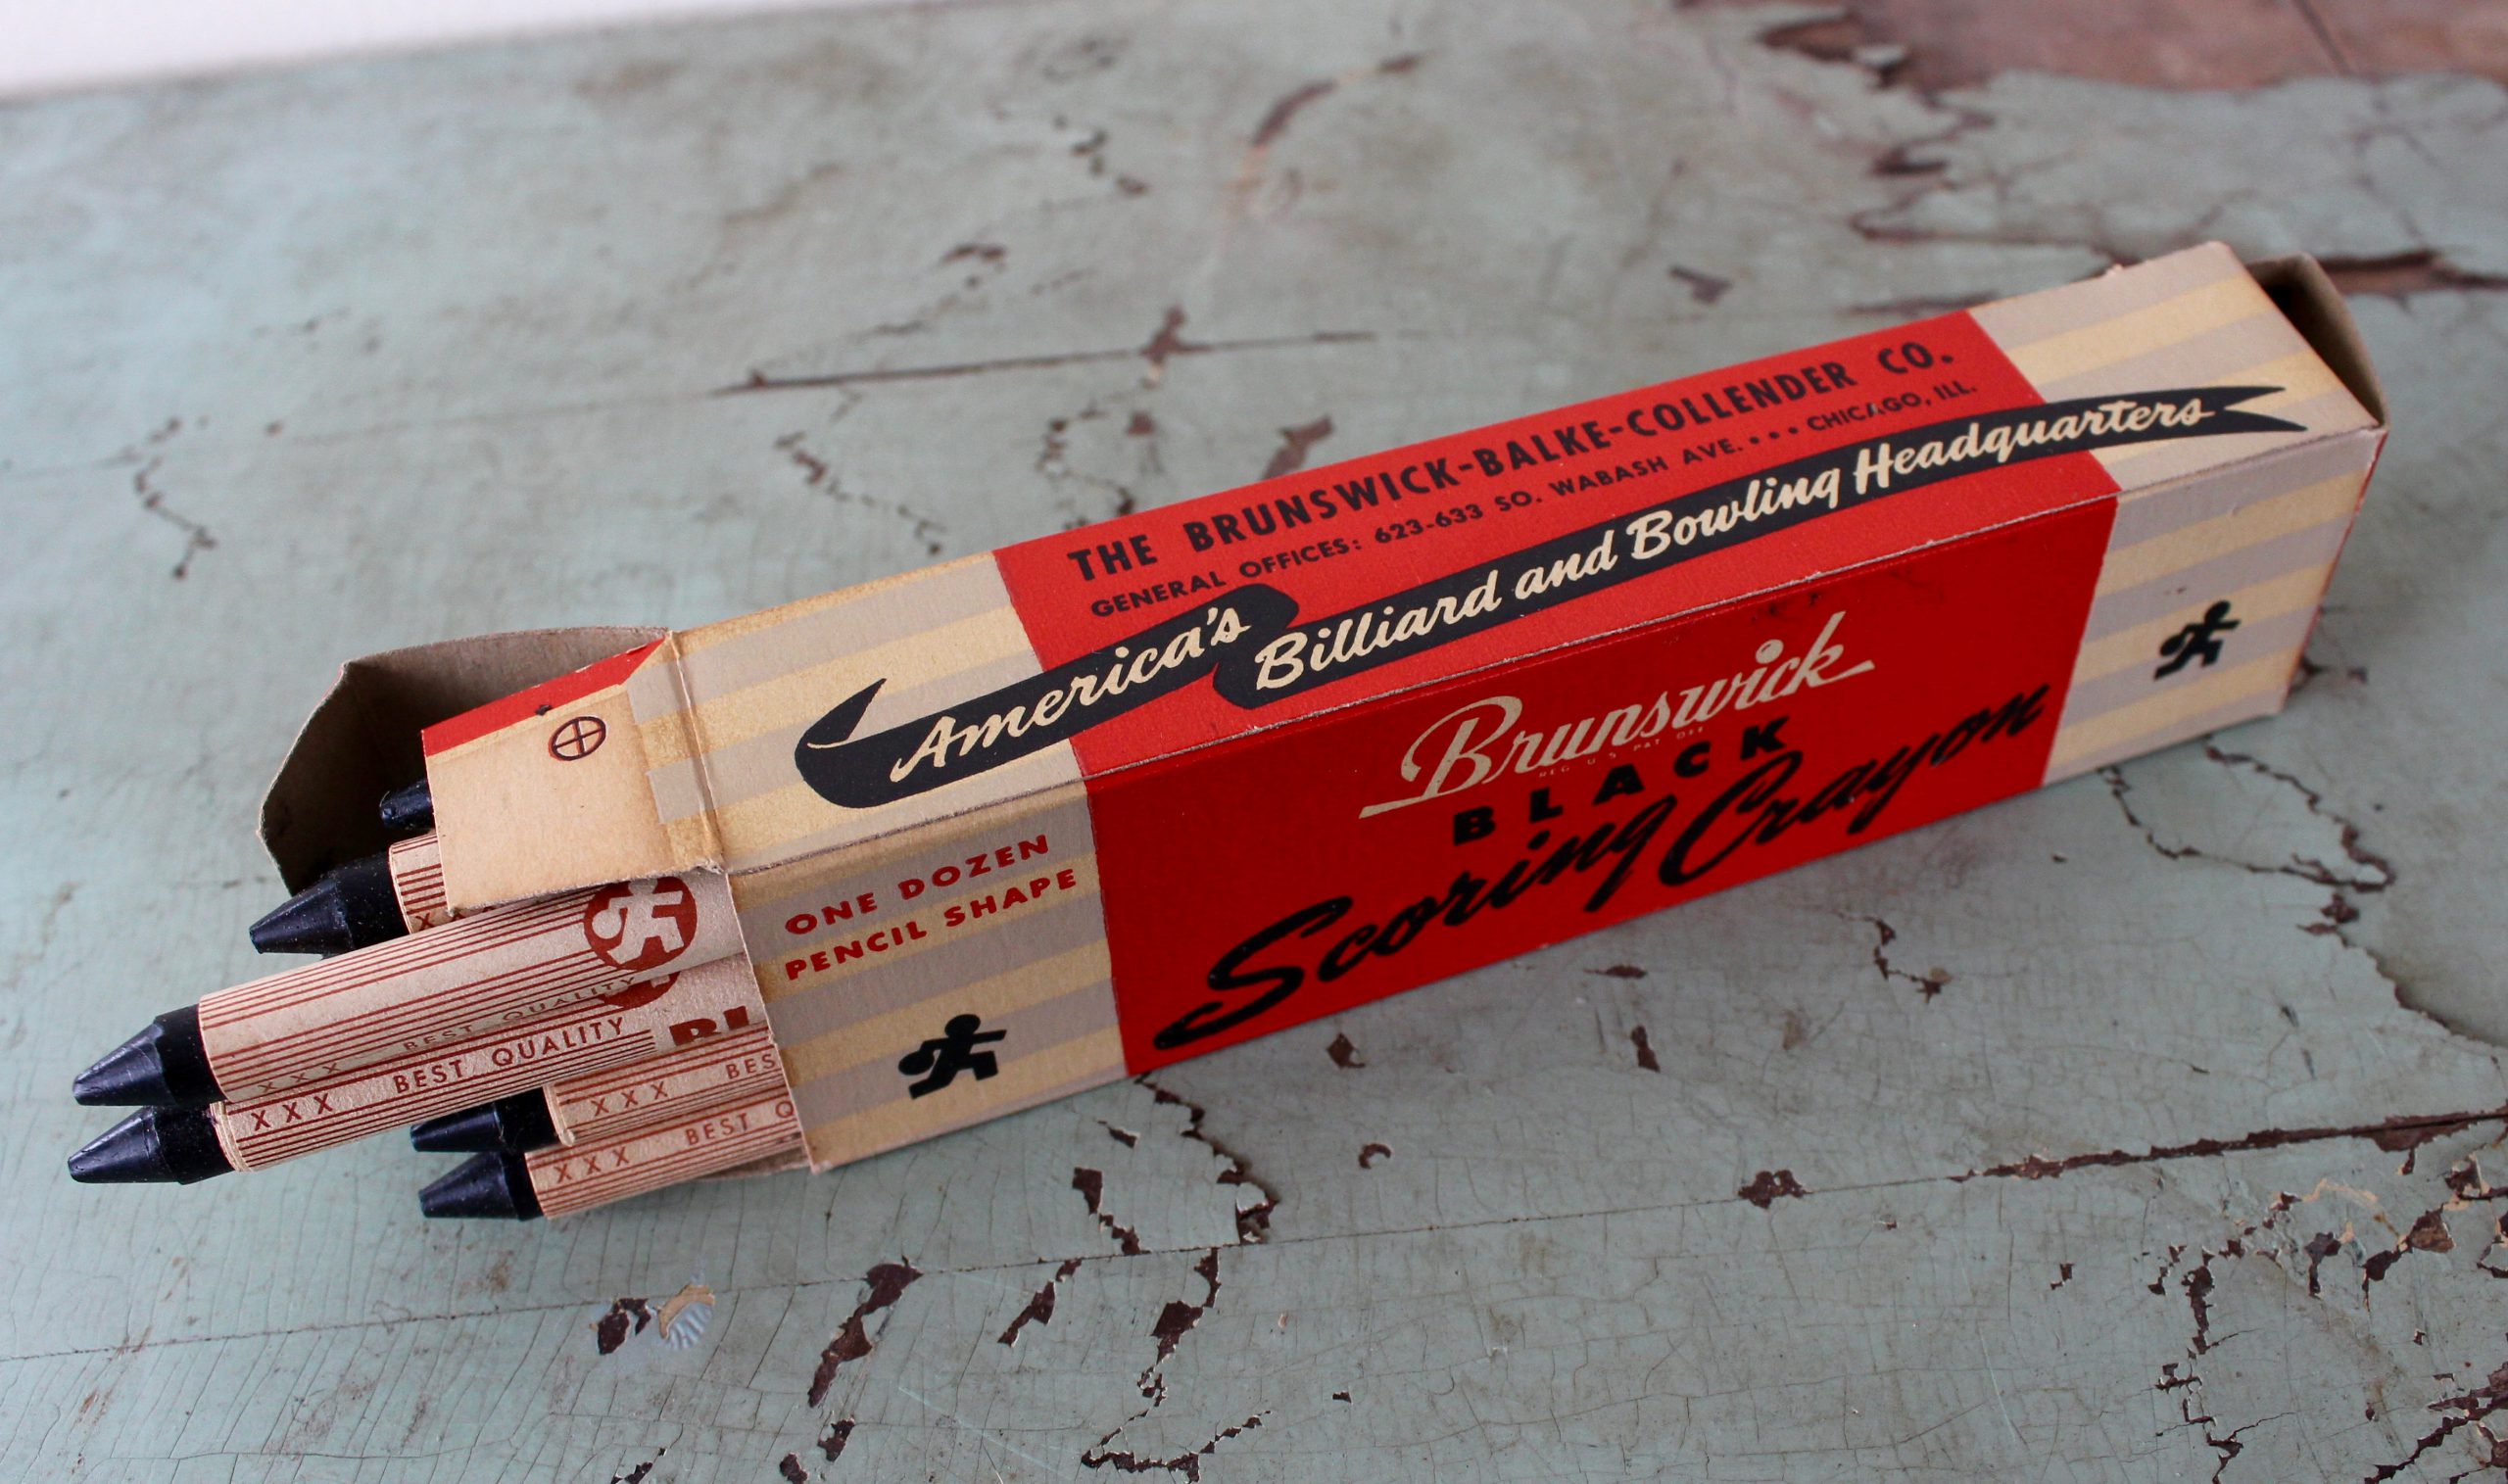 THE BRUNSWICK-BALKE-COLLENDER CO.
GENERAL OFFICES: 623-633 SO. WABASH AVE. • • • CHICAGO, ILL.
America's Billiard and Bowling Headquarters
Brunswick
REG. U.S. PAT. OFF.
BLACK
Scoring Crayon
ONE DOZEN
PENCIL SHAPE
X
XXX BEST QUALITY
XXX BEST QUALITY
XXX
XXX BEST